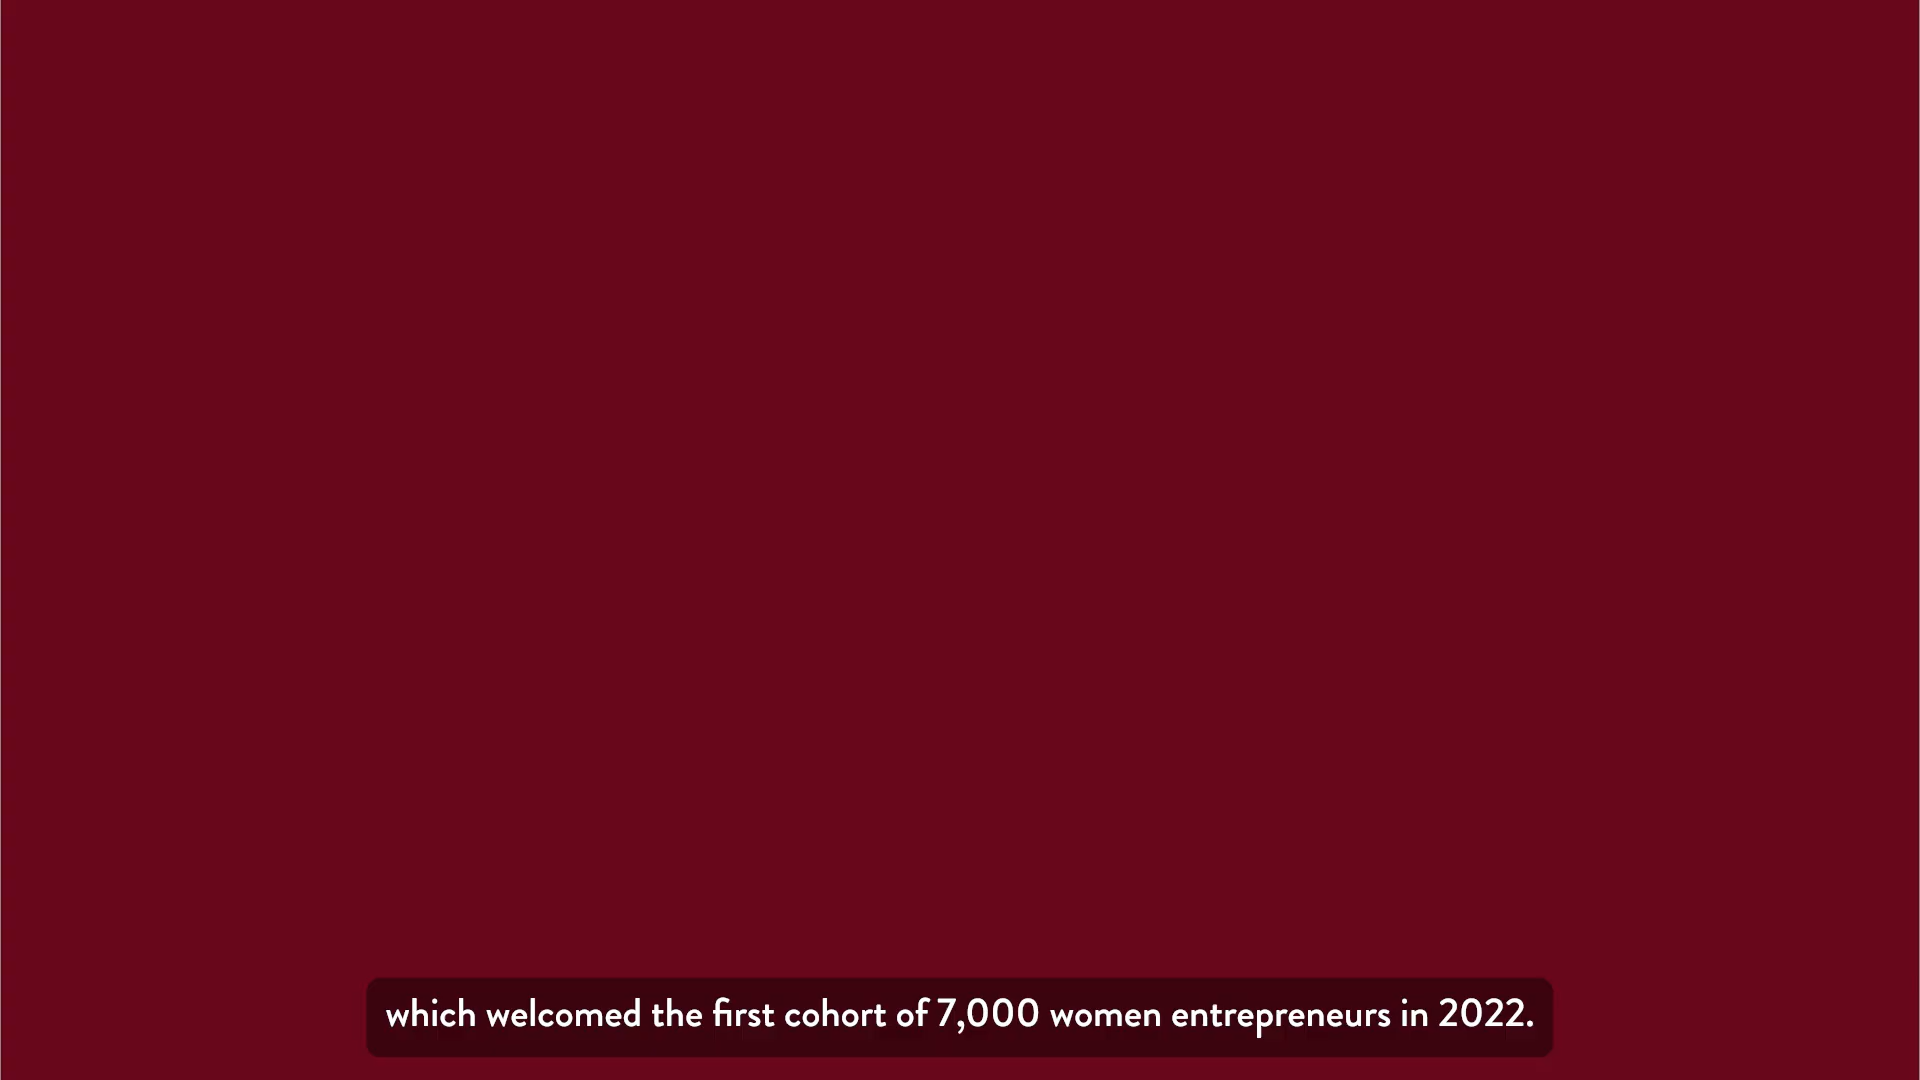 which welcomed the first cohort of 7,000 women entrepreneurs in 2022.